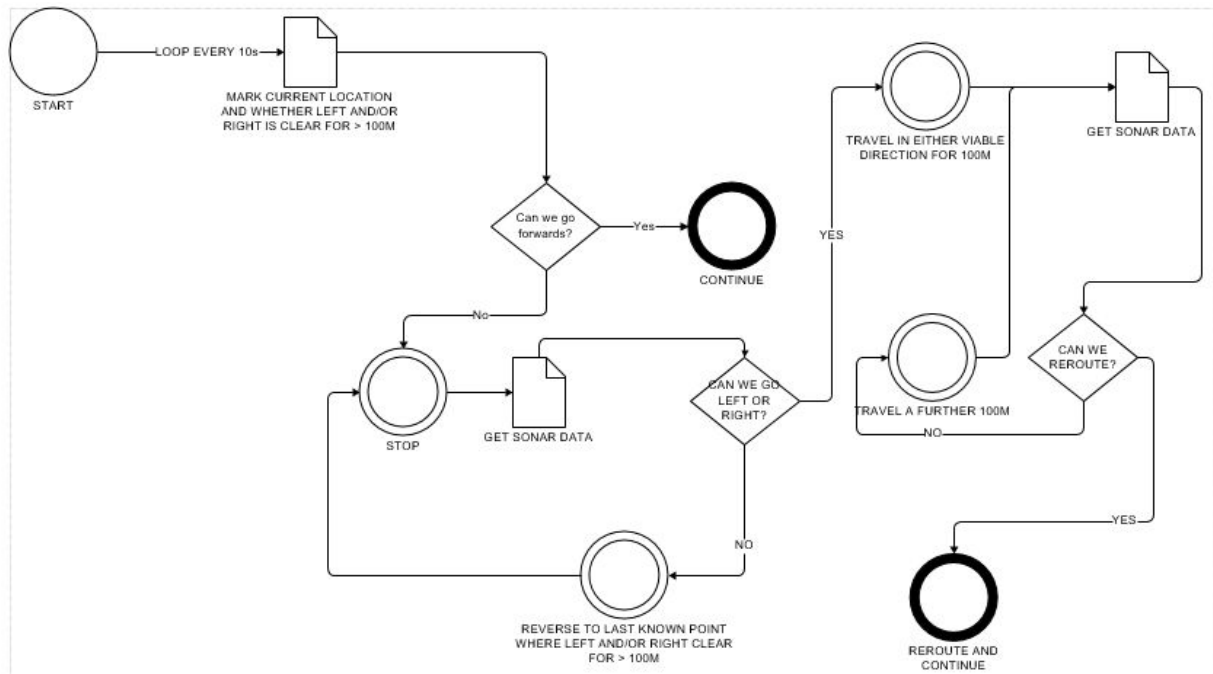 START
LOOP EVERY 10s
MARK CURRENT LOCATION
AND WHETHER LEFT AND/OR
RIGHT IS CLEAR FOR > 100M
Can we go
forwards?
Yes
CONTINUE
No
STOP
GET SONAR DATA
CAN WE GO
LEFT OR
RIGHT?
NO
REVERSE TO LAST KNOWN POINT
WHERE LEFT AND/OR RIGHT CLEAR
FOR > 100M
YES
TRAVEL IN EITHER VIABLE
DIRECTION FOR 100M
GET SONAR DATA
CAN WE
REROUTE?
NO
TRAVEL A FURTHER 100M
YES
REROUTE AND
CONTINUE